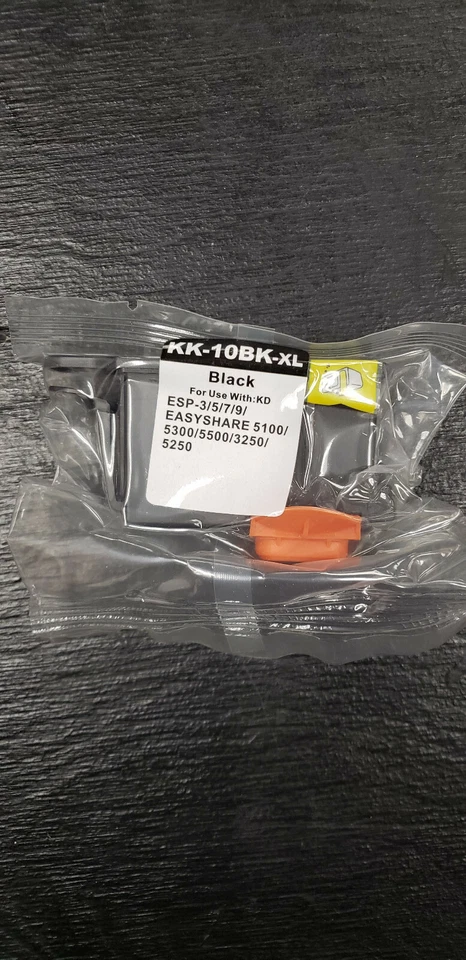 KK-10BK-XL
Black
For Use With:KD
ESP-3/5/7/9/
EASYSHARE 5100/
5300/5500/3250/
5250